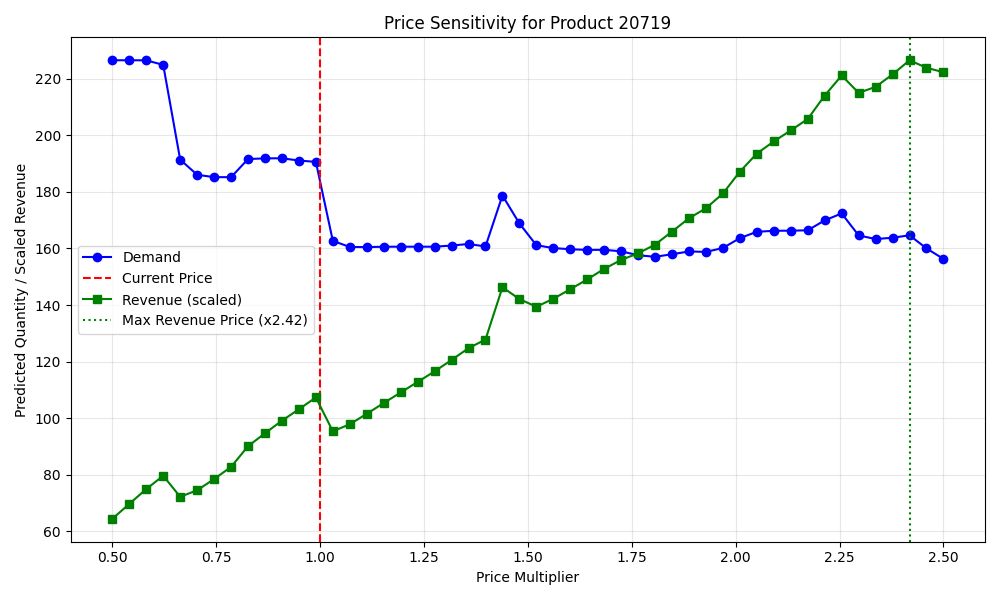 Price Sensitivity for Product 20719
Predicted Quantity / Scaled Revenue
220
200
180
160
140
120
100
80
60
Demand
Current Price
Revenue (scaled)
Max Revenue Price (x2.42)
0.50 0.75 1.00 1.25 1.50 1.75 2.00 2.25 2.50
Price Multiplier